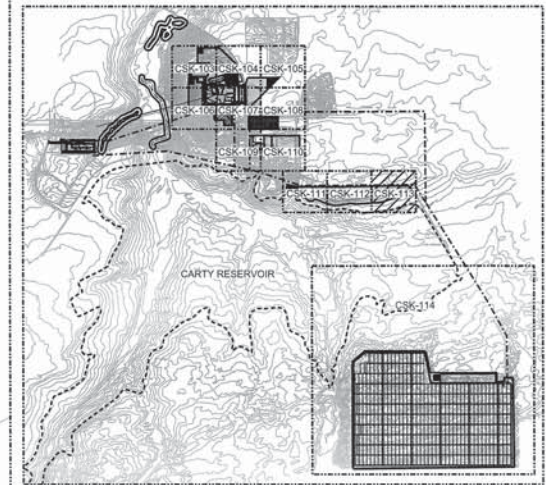 CSK-103 CSK-104 CSK-105
CSK-106 CSK-107 CSK-108
CSK-109 CSK-110
CSK-111 CSK-112 CSK-113
CARTY RESERVOIR
CSK-114